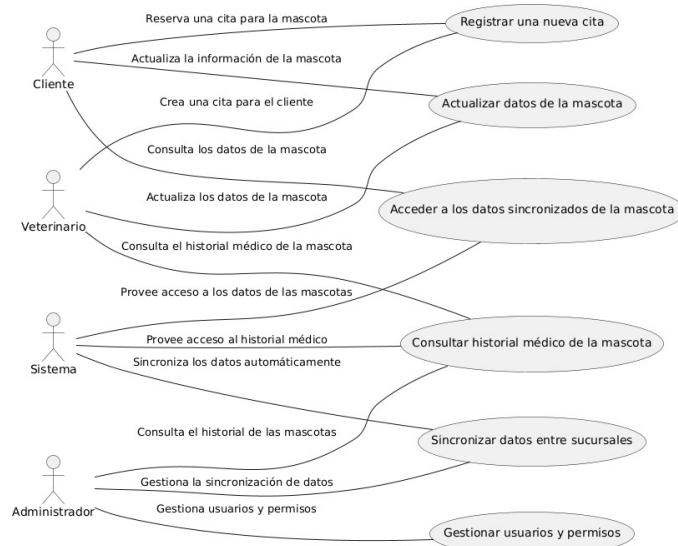 Reserva una cita para la mascota
Registrar una nueva cita
Actualiza la información de la mascota
Cliente
Crea una cita para el cliente
Actualizar datos de la mascota
Consulta los datos de la mascota
Actualiza los datos de la mascota
Acceder a los datos sincronizados de la mascota
Veterinario
Consulta el historial médico de la mascota
Provee acceso a los datos de las mascotas
Provee acceso al historial médico
Consultar historial médico de la mascota
Sincroniza los datos automáticamente
Sistema
Consulta el historial de las mascotas
Sincronizar datos entre sucursales
Gestiona la sincronización de datos
Gestiona usuarios y permisos
Administrador
Gestionar usuarios y permisos